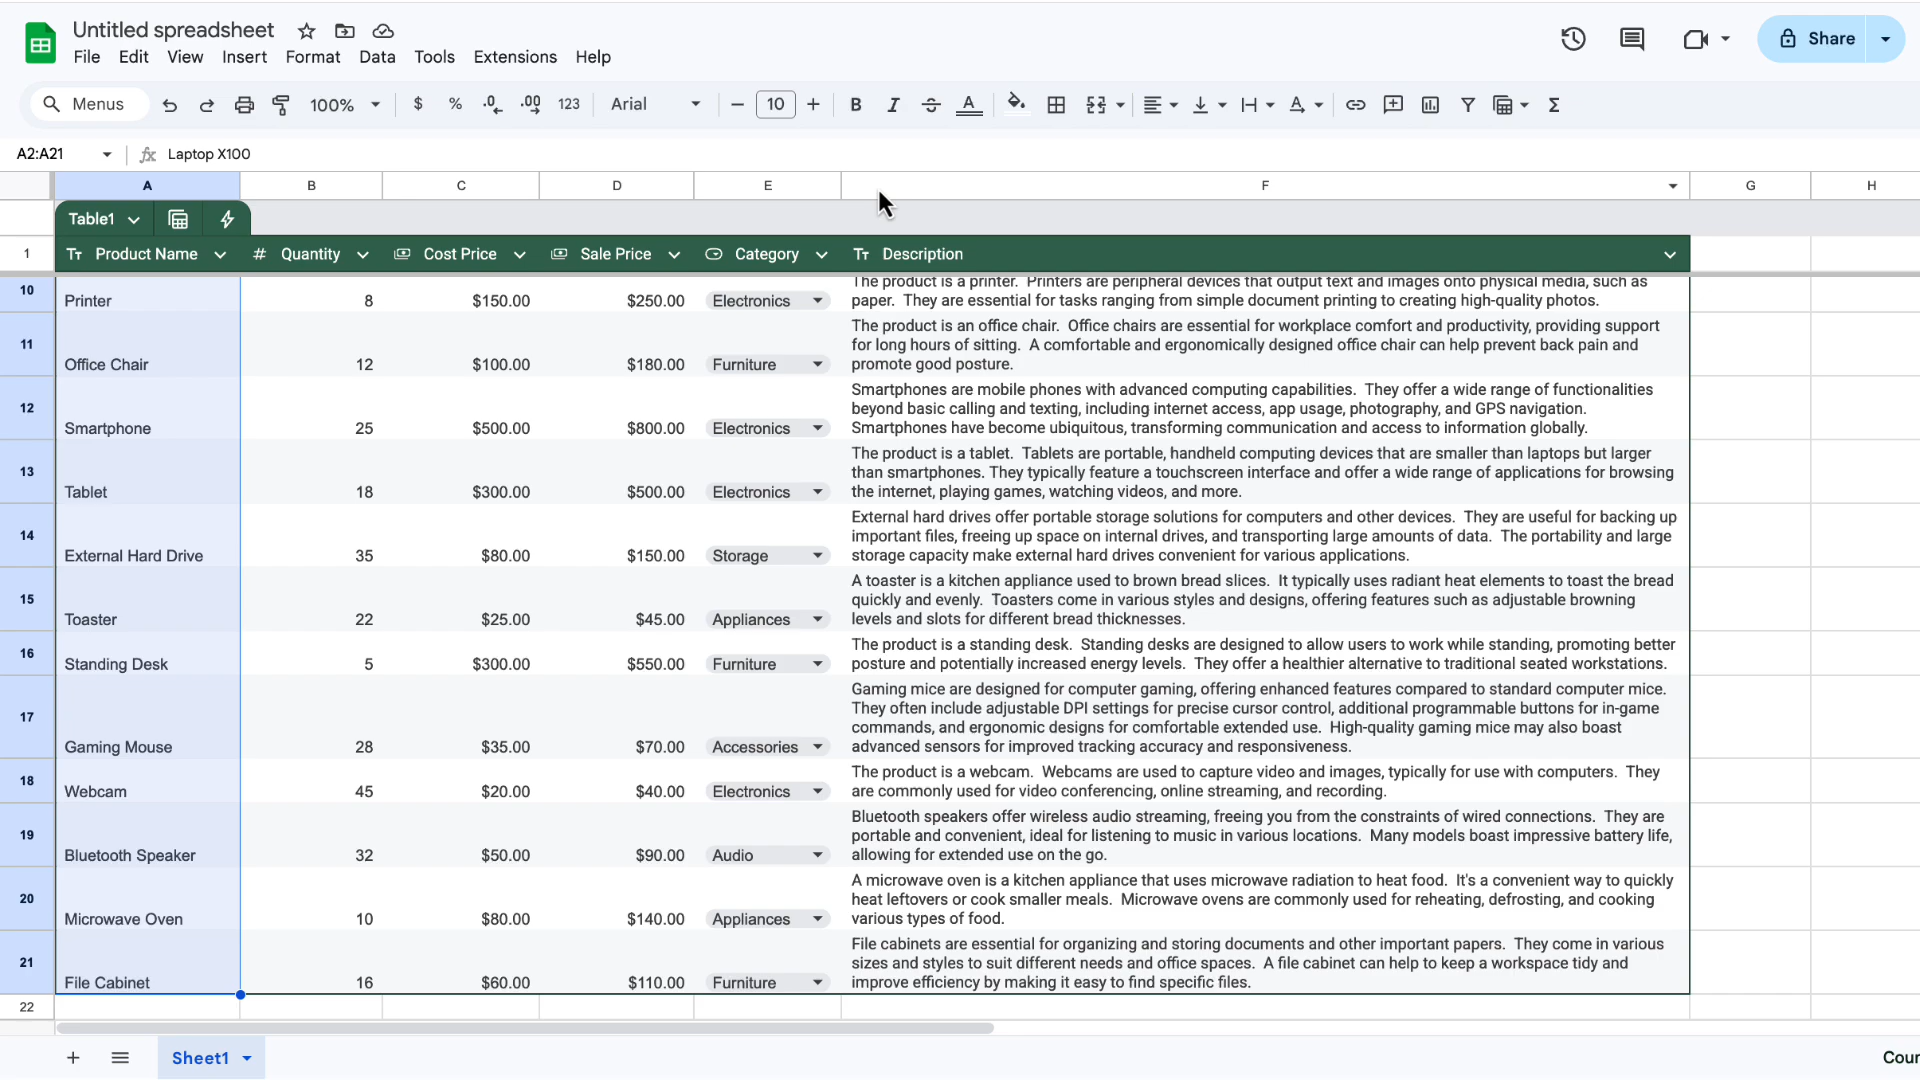 Untitled spreadsheet
File Edit View Insert Format Data Tools Extensions Help
Share
Menus 100% $ % .0 .00 123 Arial 10 B I A Σ
A2:A21 fx Laptop X100
A B C D E F G H
Table1
1 Tт Product Name # Quantity Cost Price Sale Price Category Tт Description
10 Printer 8 $150.00 $250.00 Electronics The product is a printer. Printers are peripheral devices that output text and images onto physical media, such as
paper. They are essential for tasks ranging from simple document printing to creating high-quality photos.
11 Office Chair 12 $100.00 $180.00 Furniture The product is an office chair. Office chairs are essential for workplace comfort and productivity, providing support
for long hours of sitting. A comfortable and ergonomically designed office chair can help prevent back pain and
promote good posture.
12 Smartphone 25 $500.00 $800.00 Electronics Smartphones are mobile phones with advanced computing capabilities. They offer a wide range of functionalities
beyond basic calling and texting, including internet access, app usage, photography, and GPS navigation.
Smartphones have become ubiquitous, transforming communication and access to information globally.
13 Tablet 18 $300.00 $500.00 Electronics The product is a tablet. Tablets are portable, handheld computing devices that are smaller than laptops but larger
than smartphones. They typically feature a touchscreen interface and offer a wide range of applications for browsing
the internet, playing games, watching videos, and more.
14 External Hard Drive 35 $80.00 $150.00 Storage External hard drives offer portable storage solutions for computers and other devices. They are useful for backing up
important files, freeing up space on internal drives, and transporting large amounts of data. The portability and large
storage capacity make external hard drives convenient for various applications.
15 Toaster 22 $25.00 $45.00 Appliances A toaster is a kitchen appliance used to brown bread slices. It typically uses radiant heat elements to toast the bread
quickly and evenly. Toasters come in various styles and designs, offering features such as adjustable browning
levels and slots for different bread thicknesses.
16 Standing Desk 5 $300.00 $550.00 Furniture The product is a standing desk. Standing desks are designed to allow users to work while standing, promoting better
posture and potentially increased energy levels. They offer a healthier alternative to traditional seated workstations.
17 Gaming Mouse 28 $35.00 $70.00 Accessories Gaming mice are designed for computer gaming, offering enhanced features compared to standard computer mice.
They often include adjustable DPI settings for precise cursor control, additional programmable buttons for in-game
commands, and ergonomic designs for comfortable extended use. High-quality gaming mice may also boast
advanced sensors for improved tracking accuracy and responsiveness.
18 Webcam 45 $20.00 $40.00 Electronics The product is a webcam. Webcams are used to capture video and images, typically for use with computers. They
are commonly used for video conferencing, online streaming, and recording.
19 Bluetooth Speaker 32 $50.00 $90.00 Audio Bluetooth speakers offer wireless audio streaming, freeing you from the constraints of wired connections. They are
portable and convenient, ideal for listening to music in various locations. Many models boast impressive battery life,
allowing for extended use on the go.
20 Microwave Oven 10 $80.00 $140.00 Appliances A microwave oven is a kitchen appliance that uses microwave radiation to heat food. It's a convenient way to quickly
heat leftovers or cook smaller meals. Microwave ovens are commonly used for reheating, defrosting, and cooking
various types of food.
21 File Cabinet 16 $60.00 $110.00 Furniture File cabinets are essential for organizing and storing documents and other important papers. They come in various
sizes and styles to suit different needs and office spaces. A file cabinet can help to keep a workspace tidy and
improve efficiency by making it easy to find specific files.
22
Sheet1 Cour